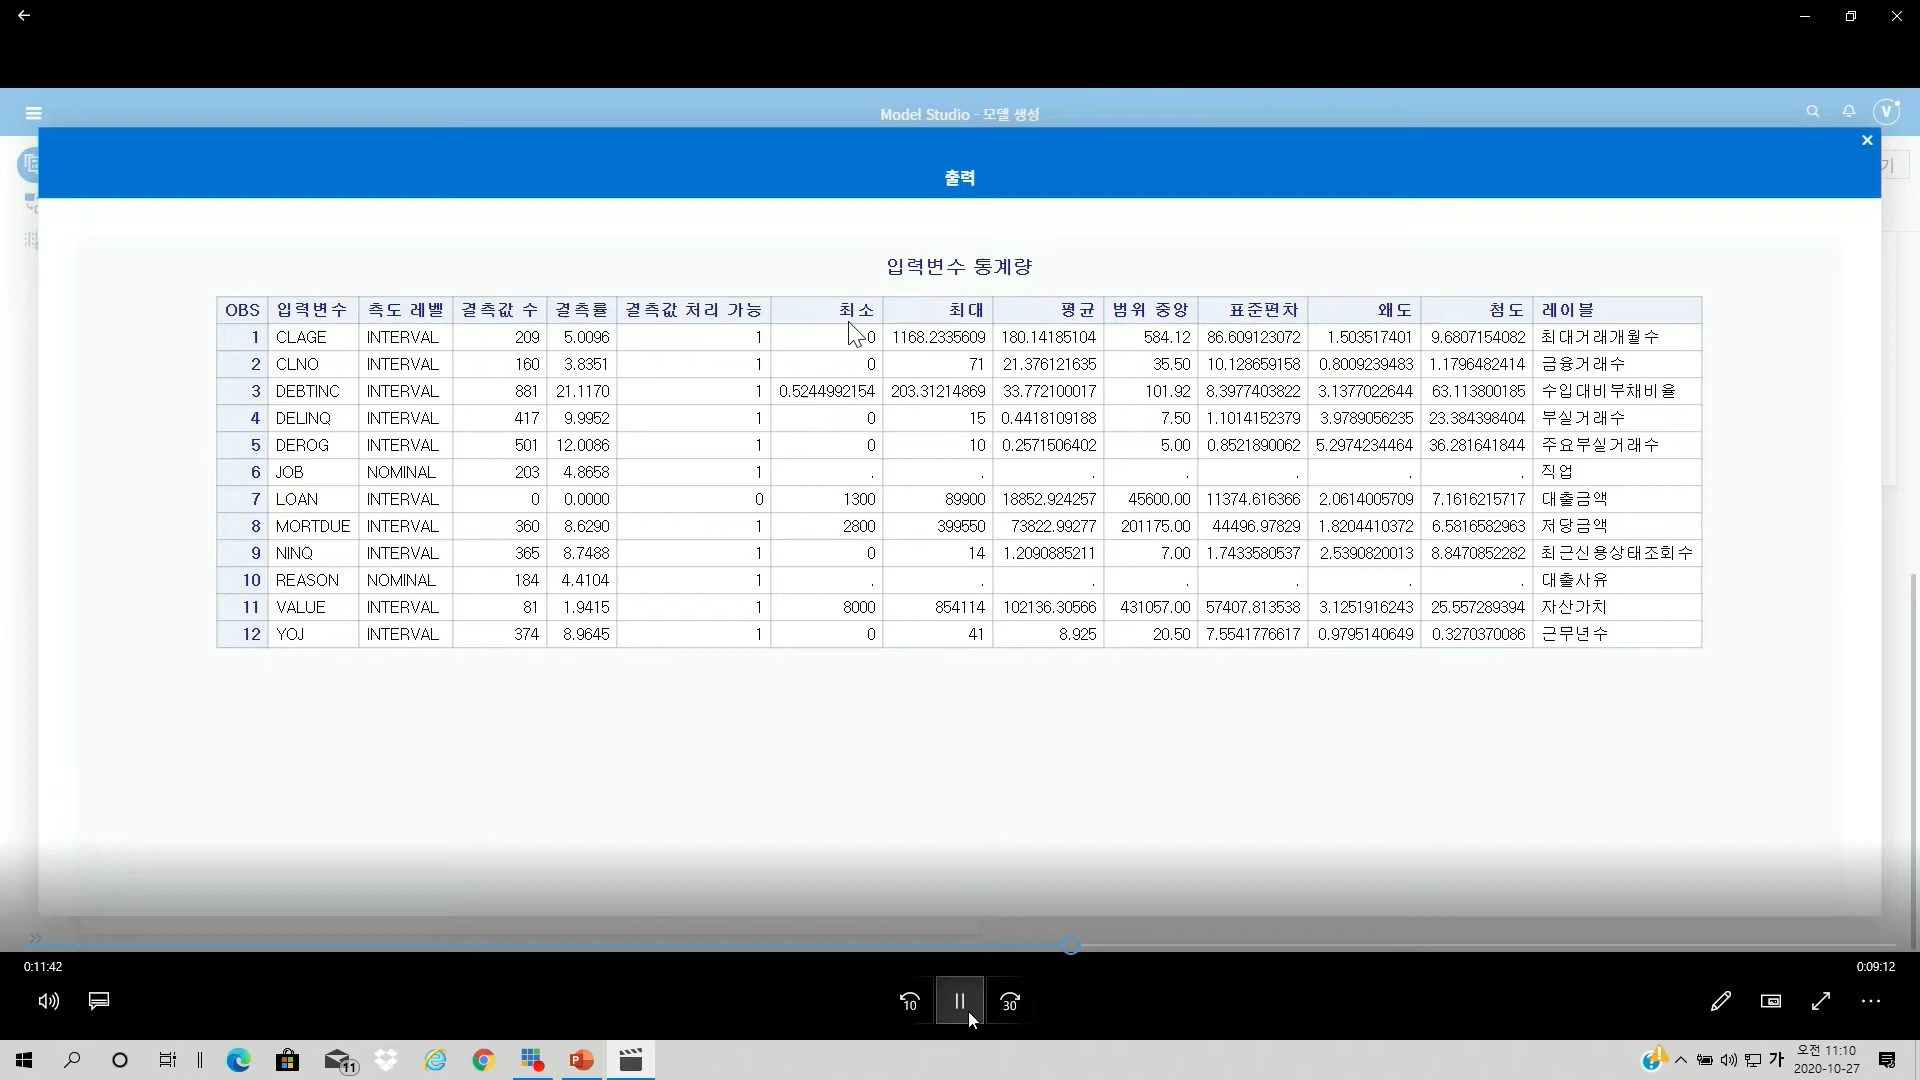 Model Studio - 모델 생성
V
기
출력
입력변수 통계량
OBS 입력변수 측도 레벨 결측값 수 결측률 결측값 처리 가능 최소 최대 평균 범위 중앙 표준편차 왜도 첨도 레이블
1 CLAGE INTERVAL 209 5.0096 1 0 1168.2335609 180.14185104 584.12 86.609123072 1.503517401 9.6807154082 최대거래개월수
2 CLNO INTERVAL 160 3.8351 1 0 71 21.376121635 35.50 10.128659158 0.8009239483 1.1796482414 금융거래수
3 DEBTINC INTERVAL 881 21.1170 1 0.5244992154 203.31214869 33.772100017 101.92 8.3977403822 3.1377022644 63.113800185 수입대비부채비율
4 DELINQ INTERVAL 417 9.9952 1 0 15 0.4418109188 7.50 1.1014152379 3.9789056235 23.384398404 부실거래수
5 DEROG INTERVAL 501 12.0086 1 0 10 0.2571506402 5.00 0.8521890062 5.2974234464 36.281641844 주요부실거래수
6 JOB NOMINAL 203 4.8658 1 . . . . . . . 직업
7 LOAN INTERVAL 0 0.0000 0 1300 89900 18852.924257 45600.00 11374.616366 2.0614005709 7.1616215717 대출금액
8 MORTDUE INTERVAL 360 8.6290 1 2800 399550 73822.99277 201175.00 44496.97829 1.8204410372 6.5816582963 저당금액
9 NINQ INTERVAL 365 8.7488 1 0 14 1.2090885211 7.00 1.7433580537 2.5390820013 8.8470852282 최근신용상태조회수
10 REASON NOMINAL 184 4.4104 1 . . . . . . . 대출사유
11 VALUE INTERVAL 81 1.9415 1 8000 854114 102136.30566 431057.00 57407.813538 3.1251916243 25.557289394 자산가치
12 YOJ INTERVAL 374 8.9645 1 0 41 8.925 20.50 7.5541776617 0.9795140649 0.3270370086 근무년수
0:11:42 0:09:12
10 30
11
가
오전 11:10
2020-10-27